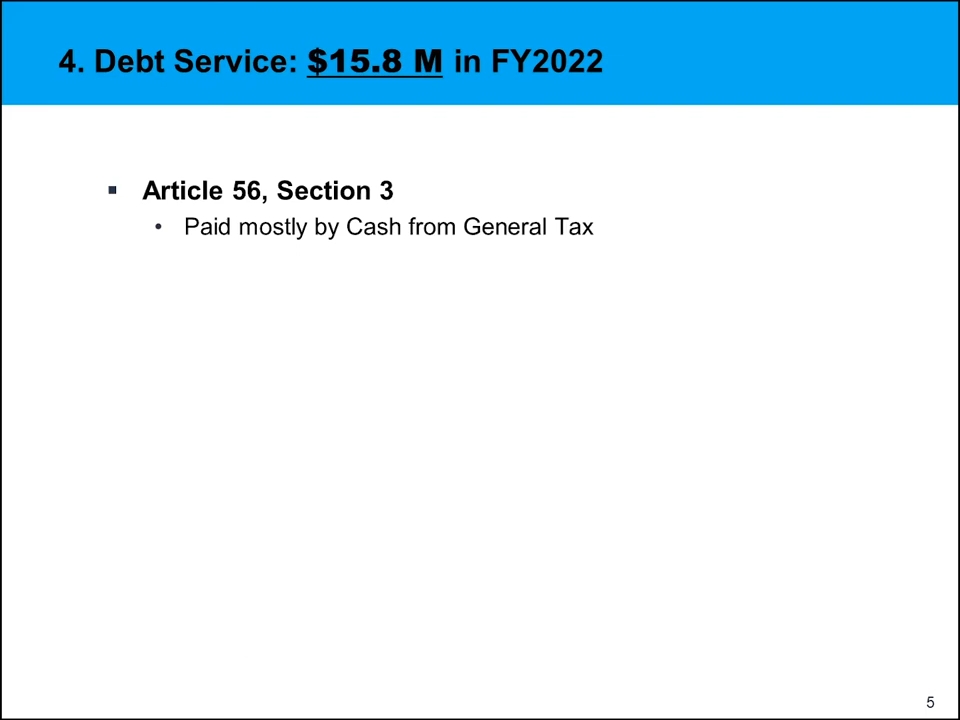 4. Debt Service: $15.8 M in FY2022
▪ Article 56, Section 3
• Paid mostly by Cash from General Tax
5